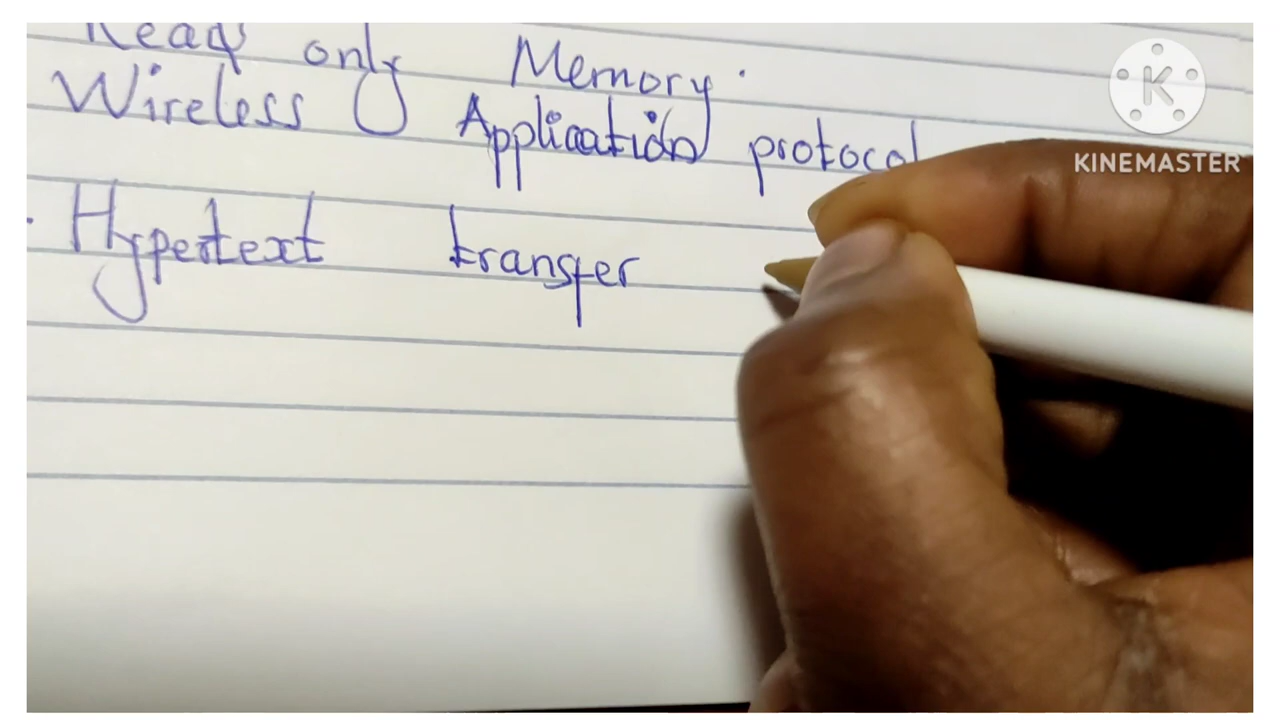 Read only Memory.
Wireless Application protocol
. Hypertext transfer
K
KINEMASTER